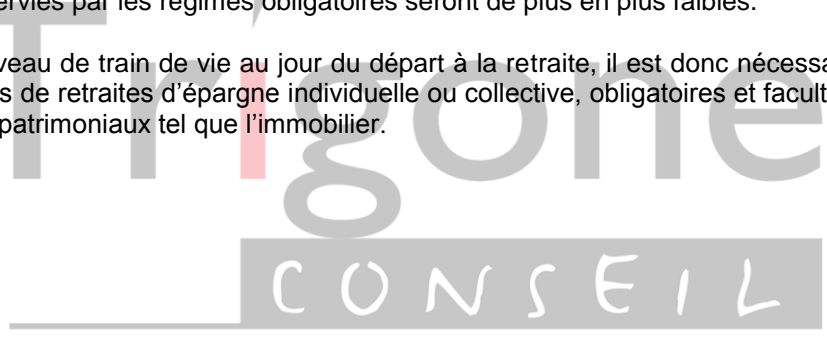 ervies par les régimes obligatoires seront de plus en plus faibles.
veau de train de vie au jour du départ à la retraite, il est donc nécessa
s de retraites d’épargne individuelle ou collective, obligatoires et facult
patrimoniaux tel que l’immobilier.
Trigone
CONSEIL